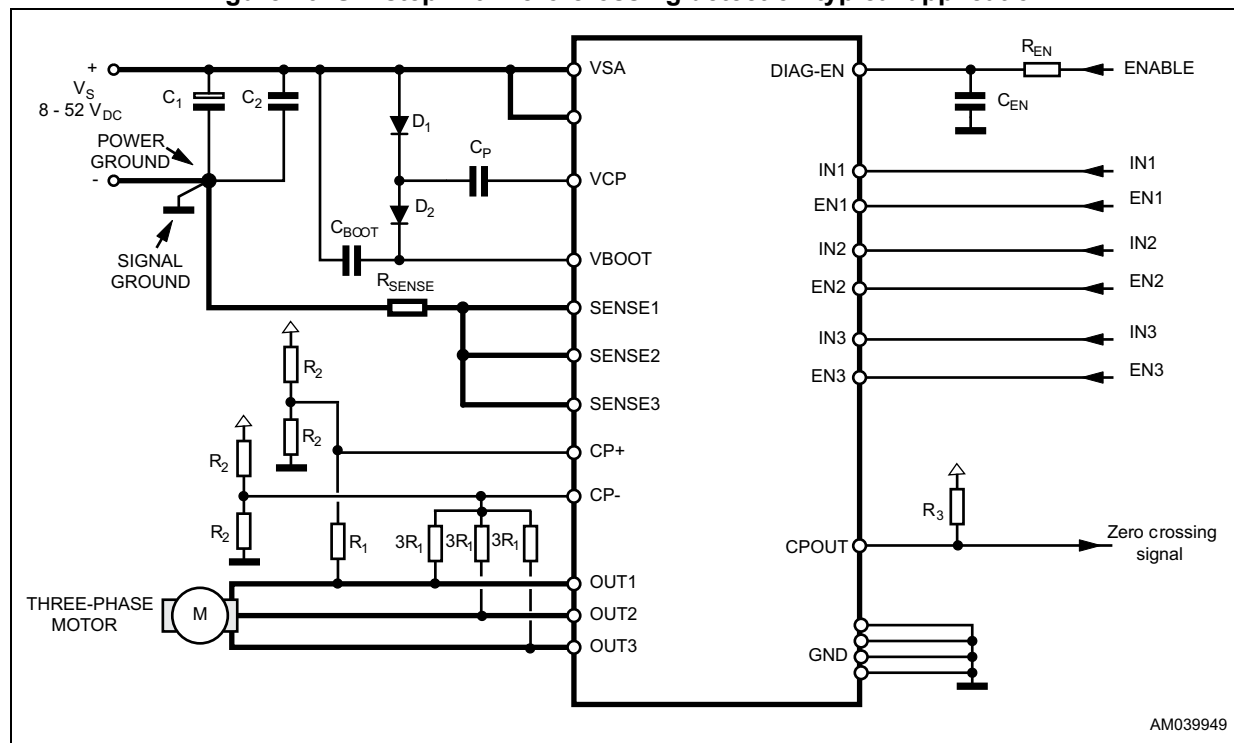 +
VS
8 - 52 VDC
POWER
GROUND
-
SIGNAL
GROUND
C1
C2
D1
CP
D2
CBOOT
RSENSE
R2
R2
R2
R2
R1
3R1
3R1
3R1
THREE-PHASE
MOTOR
M
VSA
VCP
VBOOT
SENSE1
SENSE2
SENSE3
CP+
CP-
OUT1
OUT2
OUT3
DIAG-EN
IN1
EN1
IN2
EN2
IN3
EN3
CPOUT
GND
REN
ENABLE
CEN
IN1
EN1
IN2
EN2
IN3
EN3
R3
Zero crossing
signal
AM039949